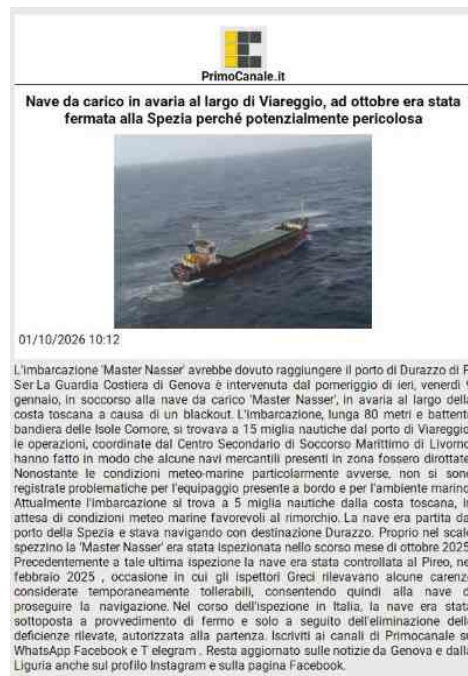 PrimoCanale.it
Nave da carico in avaria al largo di Viareggio, ad ottobre era stata
fermata alla Spezia perché potenzialmente pericolosa
01/10/2026 10:12
L'imbarcazione 'Master Nasser' avrebbe dovuto raggiungere il porto di Durazzo di
Ser La Guardia Costiera di Genova è intervenuta dal pomeriggio di ieri, venerdì
gennaio, in soccorso alla nave da carico 'Master Nasser', in avaria al largo della
costa toscana a causa di un blackout. L'imbarcazione, lunga 80 metri e battent
bandiera delle Isole Comore, si trovava a 15 miglia nautiche dal porto di Viareggio
le operazioni, coordinate dal Centro Secondario di Soccorso Marittimo di Livorno
hanno fatto in modo che alcune navi mercantili presenti in zona fossero dirottate
Nonostante le condizioni meteo-marine particolarmente avverse, non si sono
registrate problematiche per l'equipaggio presente a bordo e per l'ambiente marino
Attualmente l'imbarcazione si trova a 5 miglia nautiche dalla costa toscana, i
attesa di condizioni meteo marine favorevoli al rimorchio. La nave era partita da
porto della Spezia e stava navigando con destinazione Durazzo. Proprio nel scal
spezzino la 'Master Nasser' era stata ispezionata nello scorso mese di ottobre 2025
Precedentemente a tale ultima ispezione la nave era stata controllata al Pireo, ne
febbraio 2025 , occasione in cui gli ispettori Greci rilevavano alcune carenz
considerate temporaneamente tollerabili, consentendo quindi alla nave d
proseguire la navigazione. Nel corso dell'ispezione in Italia, la nave era stata
sottoposta a provvedimento di fermo e solo a seguito dell'eliminazione dell
deficienze rilevate, autorizzata alla partenza. Iscriviti ai canali di Primocanale su
WhatsApp Facebook e T elegram . Resta aggiornato sulle notizie da Genova e dalla
Liguria anche sul profilo Instagram e sulla pagina Facebook.